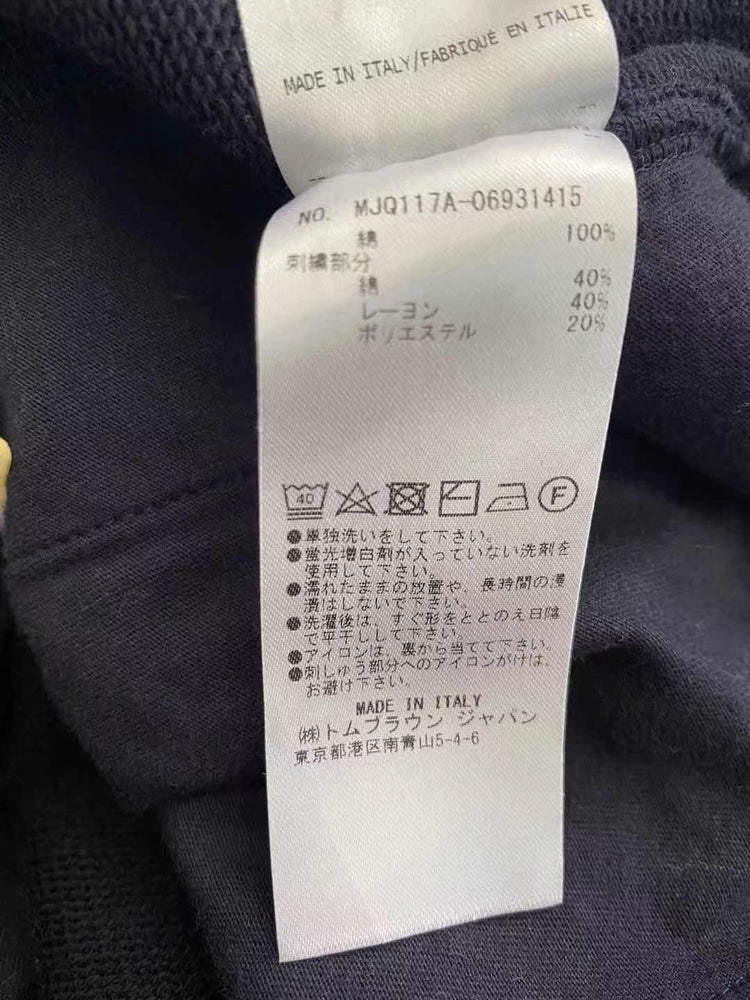 MADE IN ITALY/FABRIQUÉ EN ITALIE
NO. MJQ117A-06931415
綿 100%
刺繍部分
綿 40%
レーヨン 40%
ポリエステル 20%
40 F
●単独洗いをして下さい。
●蛍光増白剤が入っていない洗剤を
使用して下さい。
●濡れたままの放置や、長時間の浸
漬はしないで下さい。
●洗濯後は、すぐ形をととのえ日陰
で平干しして下さい。
●アイロンは、裏から当てて下さい。
●刺しゅう部分へのアイロンがけは、
お避け下さい。
MADE IN ITALY
(株)トムブラウン ジャパン
東京都港区南青山5-4-6